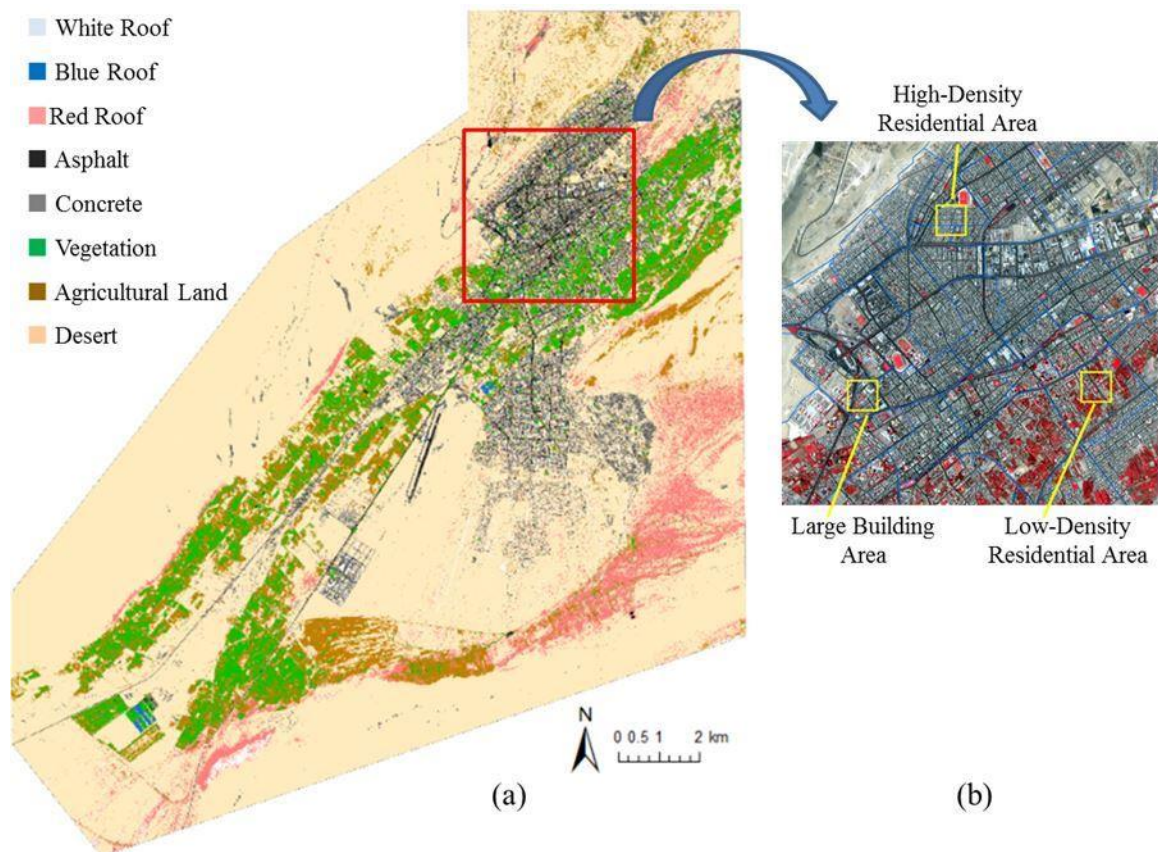 White Roof
Blue Roof
Red Roof
Asphalt
Concrete
Vegetation
Agricultural Land
Desert
High-Density
Residential Area
Large Building
Area
Low-Density
Residential Area
N
0 0.5 1 2 km
(a)
(b)